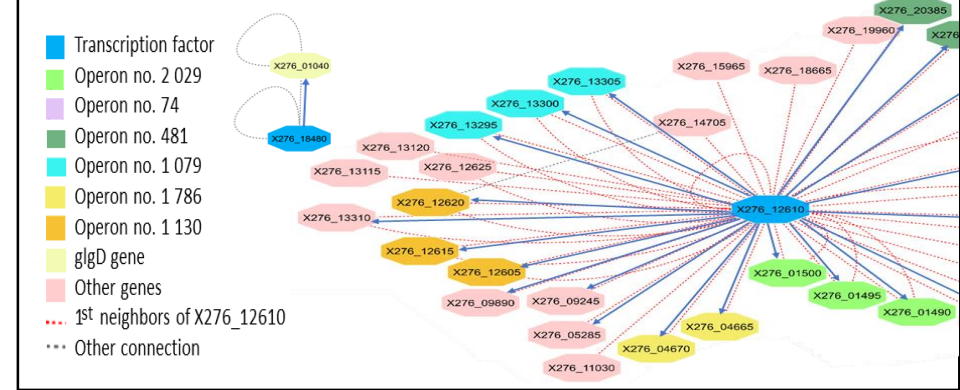 Transcription factor
Operon no. 2 029
Operon no. 74
Operon no. 481
Operon no. 1 079
Operon no. 1 786
Operon no. 1 130
glgD gene
Other genes
1st neighbors of X276_12610
Other connection
X276_01040
X276_18480
X276_20385
X276_19960
X276
X276_15965
X276_18665
X276_13305
X276_13300
X276_14705
X276_13295
X276_13120
X276_12625
X276_13115
X276_12620
X276_13310
X276_12610
X276_12615
X276_12605
X276_01500
X276_09890
X276_09245
X276_01495
X276_01490
X276_05285
X276_04665
X276_04670
X276_11030